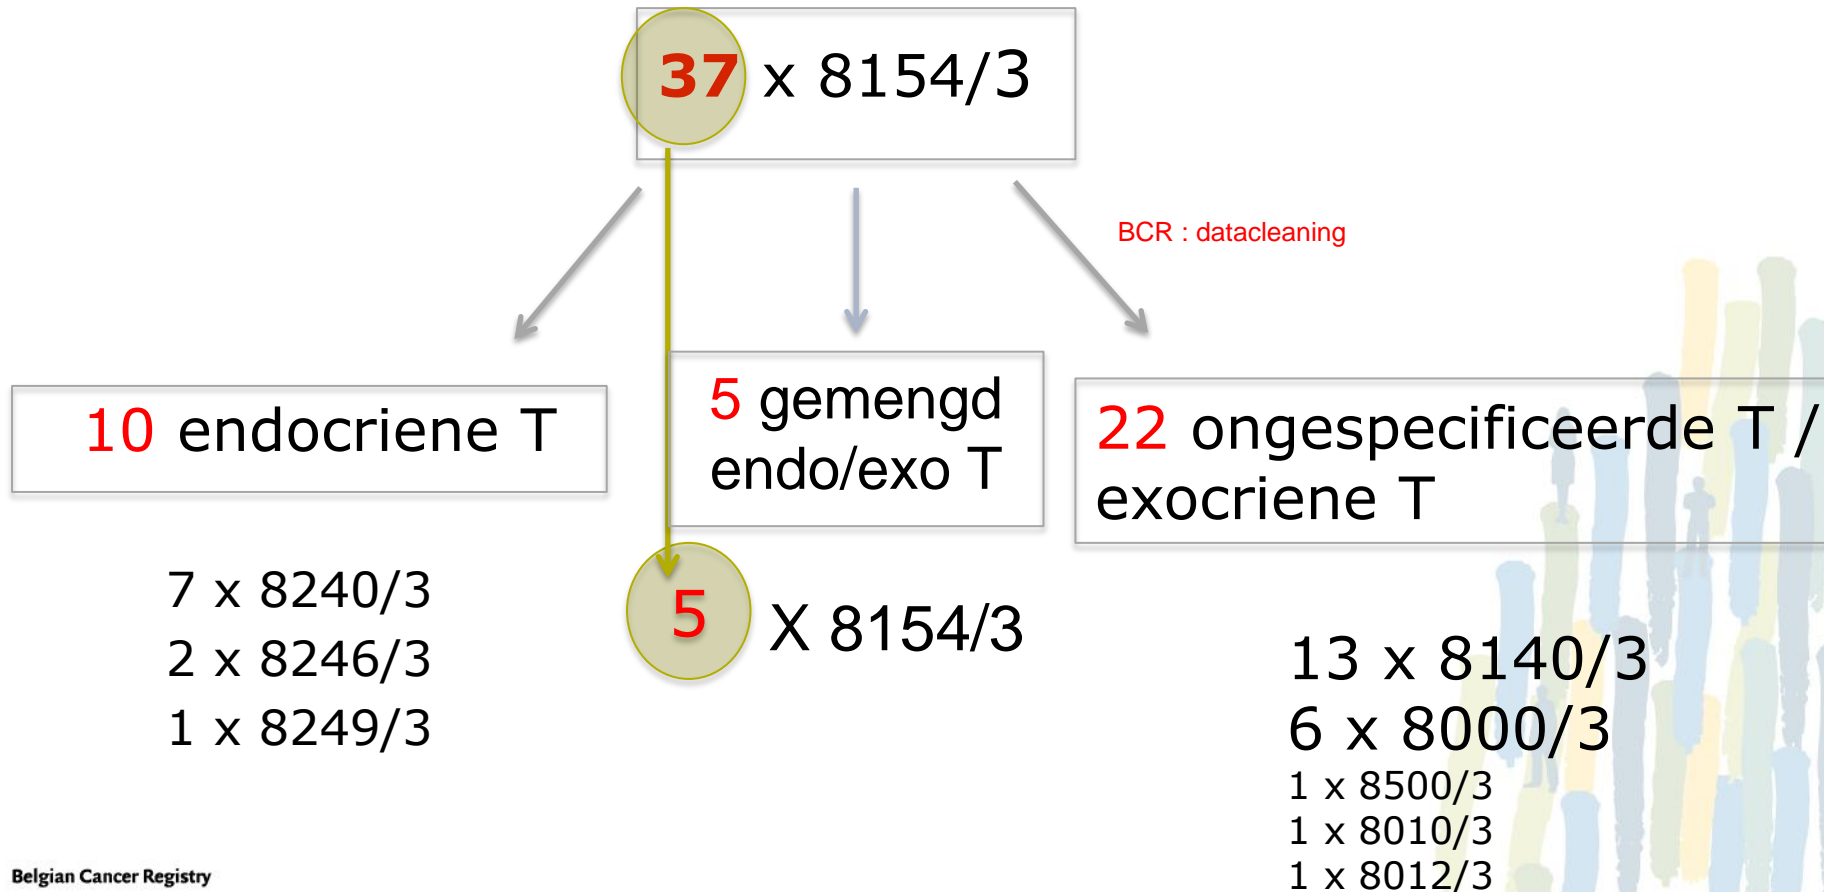 37 x 8154/3
BCR : datacleaning
10 endocriene T
5 gemengd
endo/exo T
22 ongespecificeerde T /
exocriene T
7 x 8240/3
2 x 8246/3
1 x 8249/3
5 X 8154/3
13 x 8140/3
6 x 8000/3
1 x 8500/3
1 x 8010/3
1 x 8012/3
Belgian Cancer Registry